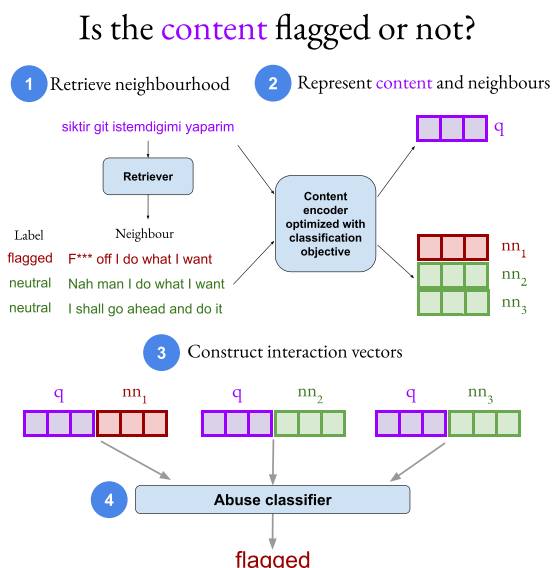 Is the content flagged or not?
1 Retrieve neighbourhood
2 Represent content and neighbours
siktir git istemdigimi yaparim
q
Retriever
Content
encoder
optimized with
classification
objective
Label Neighbour
flagged F*** off I do what I want
neutral Nah man I do what I want
neutral I shall go ahead and do it
nn1
nn2
nn3
3 Construct interaction vectors
q nn1 q nn2 q nn3
4 Abuse classifier
flagged